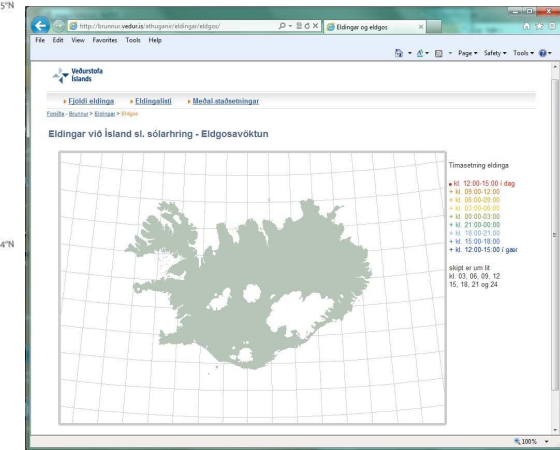 5°N
4°N
http://brunnur.vedur.is/athuganir/eldingar/eldgos/
Eldingar og eldgos
File Edit View Favorites Tools Help
Page Safety Tools
Veðurstofa
Íslands
Fjöldi eldinga Eldingalisti Meðal-staðsetningar
Forsíða - Brunnur > Eldingar > Eldgos
Eldingar við Ísland sl. sólarhring - Eldgosavöktun
Tímasetning eldinga
kl. 12:00-15:00 í dag
+ kl. 09:00-12:00
+ kl. 06:00-09:00
+ kl. 03:00-06:00
+ kl. 00:00-03:00
+ kl. 21:00-00:00
+ kl. 18:00-21:00
+ kl. 15:00-18:00
+ kl. 12:00-15:00 í gær
skipt er um lit
kl. 03, 06, 09, 12
15, 18, 21 og 24
100%